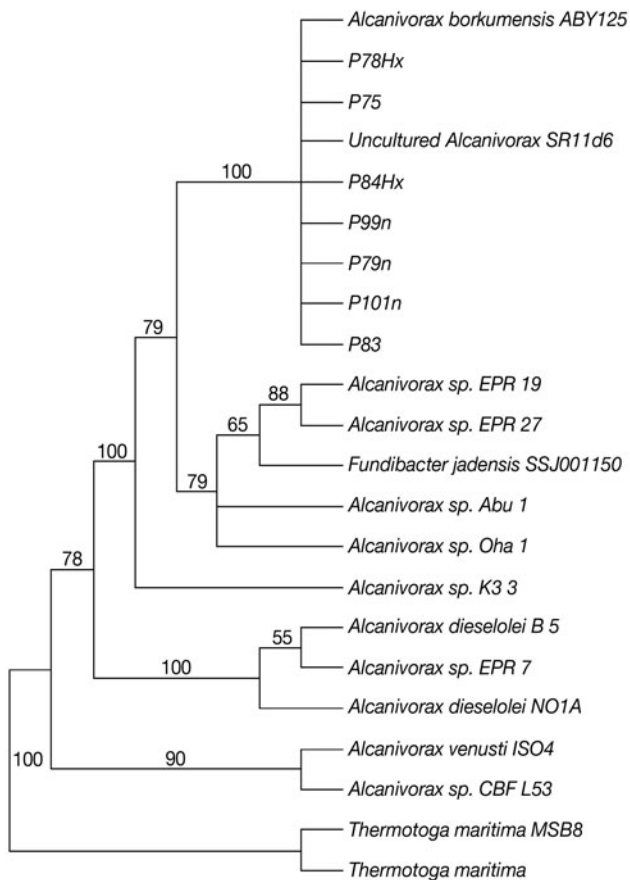 Alcanivorax borkumensis ABY125
P78Hx
P75
Uncultured Alcanivorax SR11d6
100
P84Hx
P99n
P79n
P101n
79
P83
Alcanivorax sp. EPR 19
88
Alcanivorax sp. EPR 27
65
100
Fundibacter jadensis SSJ001150
79
Alcanivorax sp. Abu 1
Alcanivorax sp. Oha 1
78
Alcanivorax sp. K3 3
Alcanivorax dieselolei B 5
55
Alcanivorax sp. EPR 7
100
Alcanivorax dieselolei NO1A
Alcanivorax venusti ISO4
100
90
Alcanivorax sp. CBF L53
Thermotoga maritima MSB8
Thermotoga maritima